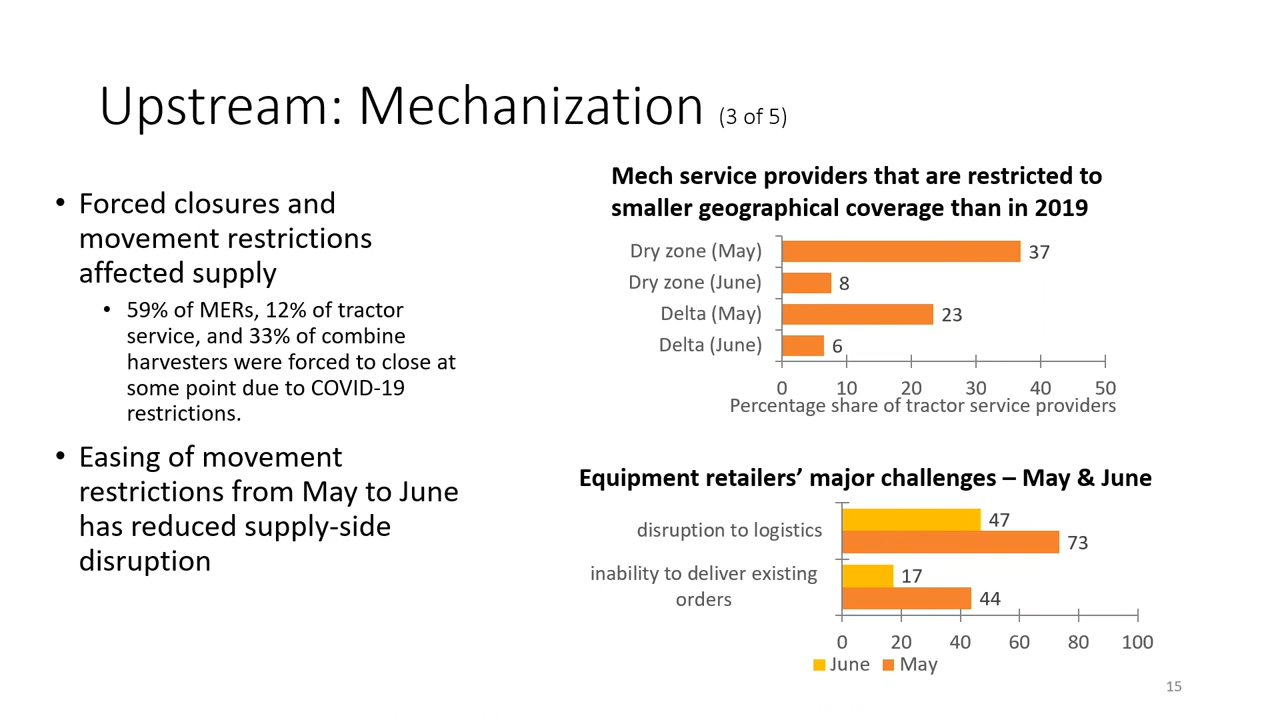 Upstream: Mechanization (3 of 5)
• Forced closures and
movement restrictions
affected supply
• 59% of MERs, 12% of tractor
service, and 33% of combine
harvesters were forced to close at
some point due to COVID-19
restrictions.
• Easing of movement
restrictions from May to June
has reduced supply-side
disruption
Mech service providers that are restricted to
smaller geographical coverage than in 2019
Dry zone (May) 37
Dry zone (June) 8
Delta (May) 23
Delta (June) 6
0 10 20 30 40 50
Percentage share of tractor service providers
Equipment retailers’ major challenges – May & June
47
disruption to logistics
73
inability to deliver existing 17
orders 44
0 20 40 60 80 100
June May
15